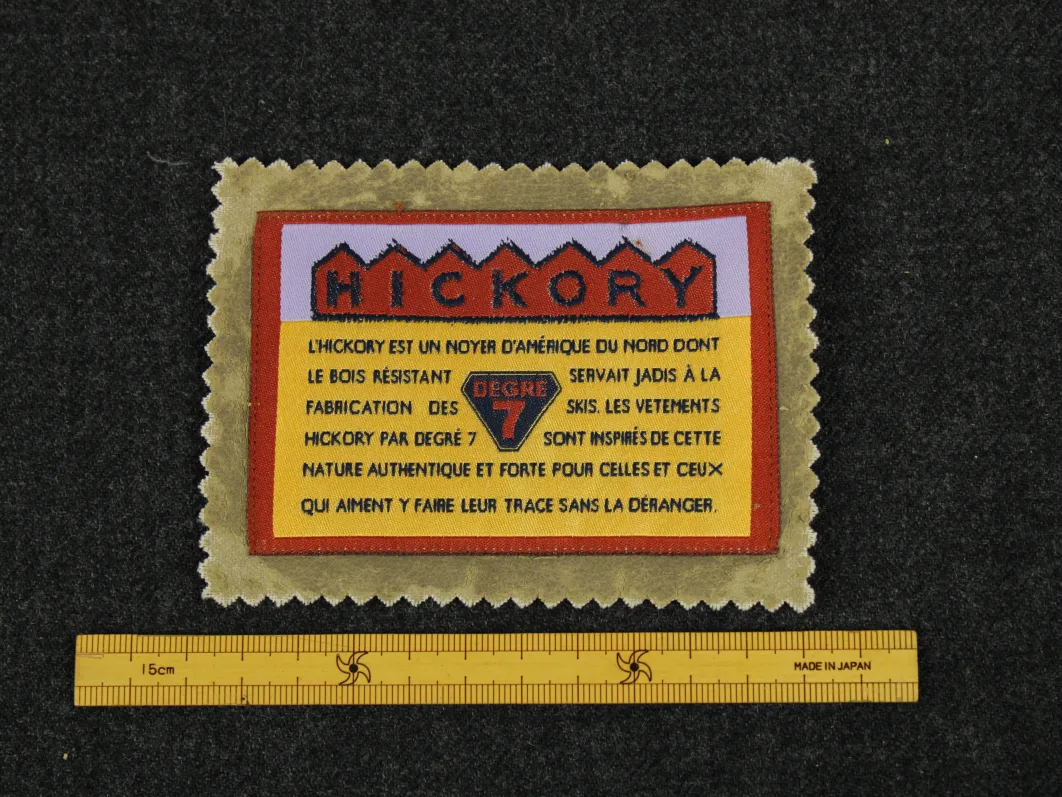 HICKORY
L'HICKORY EST UN NOYER D'AMÉRIQUE DU NORD DONT
LE BOIS RÉSISTANT SERVAIT JADIS À LA
FABRICATION DES SKIS. LES VETEMENTS
HICKORY PAR DEGRÉ 7 SONT INSPIRÉS DE CETTE
NATURE AUTHENTIQUE ET FORTE POUR CELLES ET CEUX
QUI AIMENT Y FAIRE LEUR TRACE SANS LA DÉRANGER.
DEGRE
7
15cm
MADE IN JAPAN